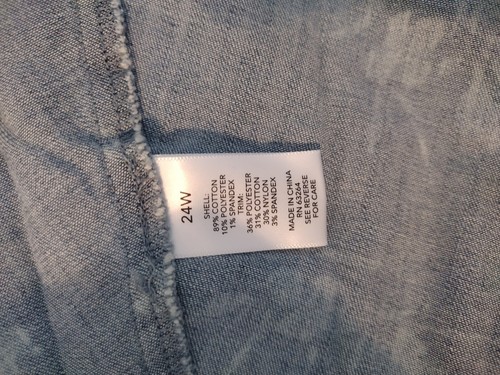 24W
SHELL:
89% COTTON
10% POLYESTER
1% SPANDEX
TRIM:
36% POLYESTER
31% COTTON
30% NYLON
3% SPANDEX
MADE IN CHINA
RN 63264
SEE REVERSE
FOR CARE